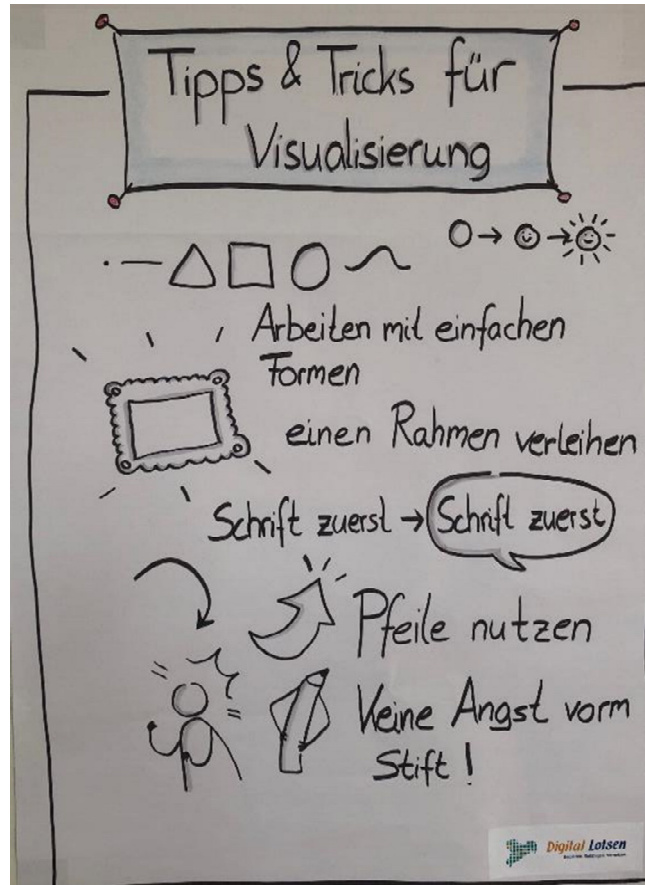 Tipps & Tricks für
Visualisierung
Arbeiten mit einfachen
Formen
einen Rahmen verleihen
Schrift zuerst → Schrift zuerst
Pfeile nutzen
Keine Angst vorm
Stift!
Digital Lotsen